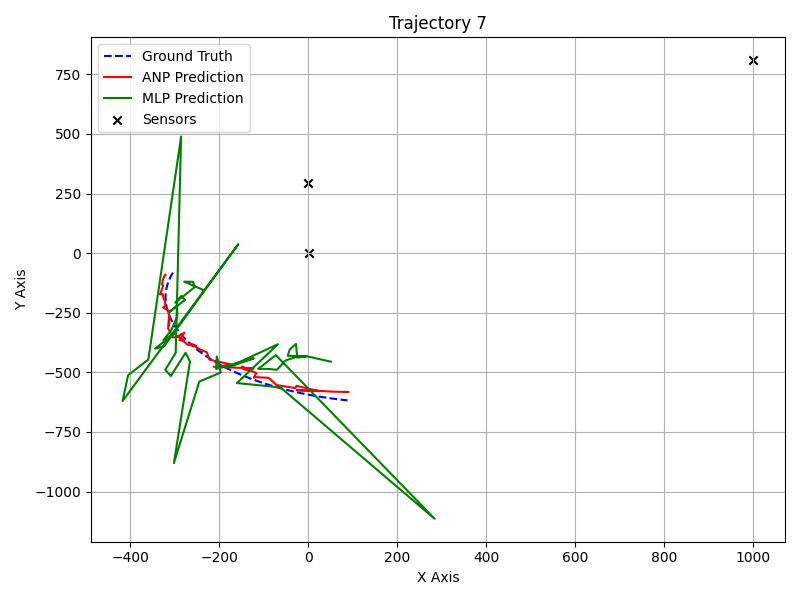 Trajectory 7
Ground Truth
ANP Prediction
MLP Prediction
Sensors
750
500
250
0
−250
−500
−750
−1000
Y Axis
−400
−200
0
200
400
600
800
1000
X Axis